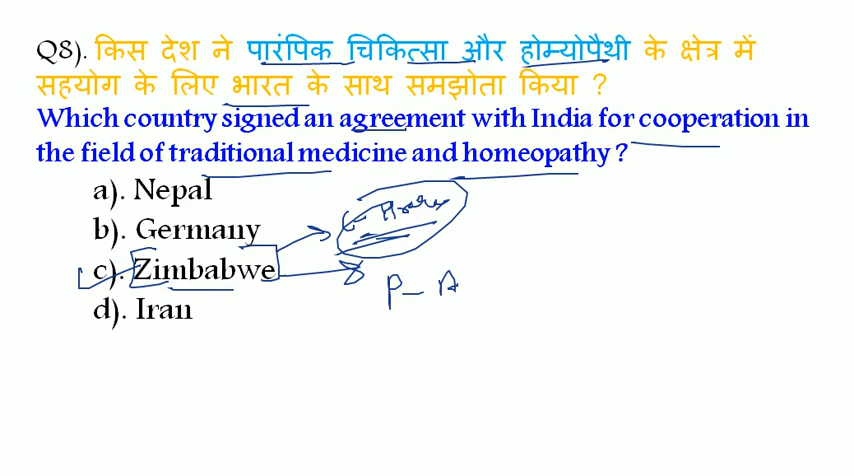 Q8). किस देश ने पारंपिक चिकित्सा और होम्योपैथी के क्षेत्र में
सहयोग के लिए भारत के साथ समझोता किया ?
Which country signed an agreement with India for cooperation in
the field of traditional medicine and homeopathy ?
a). Nepal
b). Germany
c). Zimbabwe
d). Iran
P - A